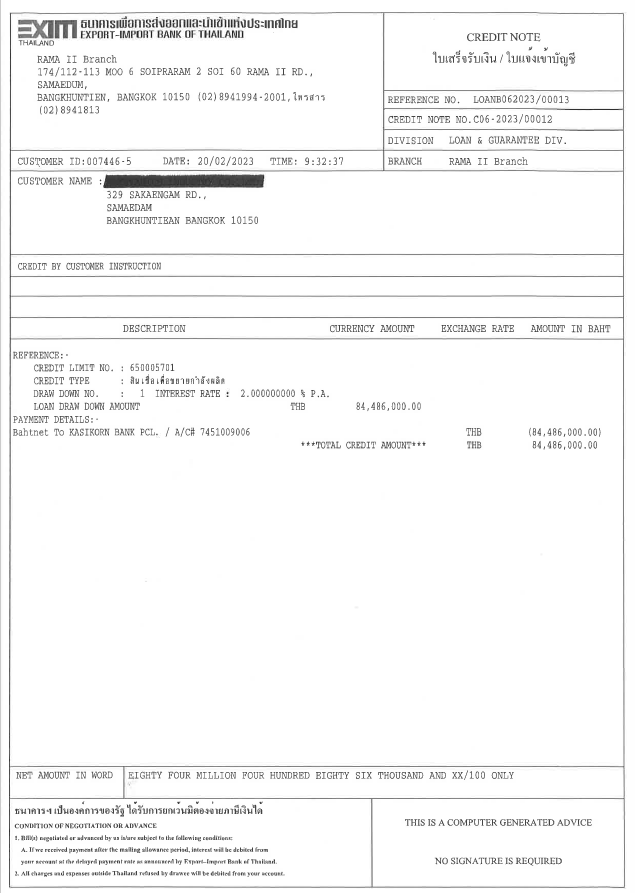 EXIM
THAILAND
ธนาคารเพื่อการส่งออกและนำเข้าแห่งประเทศไทย
EXPORT-IMPORT BANK OF THAILAND
RAMA II Branch
174/112-113 MOO 6 SOIPRARAM 2 SOI 60 RAMA II RD.,
SAMAEDUM,
BANGKHUNTIEN, BANGKOK 10150 (02)8941994-2001,โทรสาร
(02)8941813
CREDIT NOTE
ใบเสร็จรับเงิน / ใบแจ้งเข้าบัญชี
REFERENCE NO. LOANB062023/00013
CREDIT NOTE NO.C06-2023/00012
DIVISION LOAN & GUARANTEE DIV.
CUSTOMER ID:007446-5 DATE: 20/02/2023 TIME: 9:32:37
BRANCH RAMA II Branch
CUSTOMER NAME :
329 SAKAENGAM RD.,
SAMAEDAM
BANGKHUNTIEAN BANGKOK 10150
CREDIT BY CUSTOMER INSTRUCTION
DESCRIPTION CURRENCY AMOUNT EXCHANGE RATE AMOUNT IN BAHT
REFERENCE:-
CREDIT LIMIT NO. : 650005701
CREDIT TYPE : สินเชื่อเพื่อขยายกำลังผลิต
DRAW DOWN NO. : 1 INTEREST RATE : 2.000000000 % P.A.
LOAN DRAW DOWN AMOUNT THB 84,486,000.00
PAYMENT DETAILS:-
Bahtnet To KASIKORN BANK PCL. / A/C# 7451009006 THB (84,486,000.00)
***TOTAL CREDIT AMOUNT*** THB 84,486,000.00
NET AMOUNT IN WORD EIGHTY FOUR MILLION FOUR HUNDRED EIGHTY SIX THOUSAND AND XX/100 ONLY
ธนาคารฯ เป็นองค์การของรัฐ ได้รับการยกเว้นมิต้องจ่ายภาษีเงินได้
CONDITION OF NEGOTIATION OR ADVANCE
1. Bill(s) negotiated or advanced by us is/are subject to the following conditions:
A. If we received payment after the mailing allowance period, interest will be debited from
your account at the delayed payment rate as announced by Export-Import Bank of Thailand.
2. All charges and expenses outside Thailand refused by drawee will be debited from your account.
THIS IS A COMPUTER GENERATED ADVICE
NO SIGNATURE IS REQUIRED